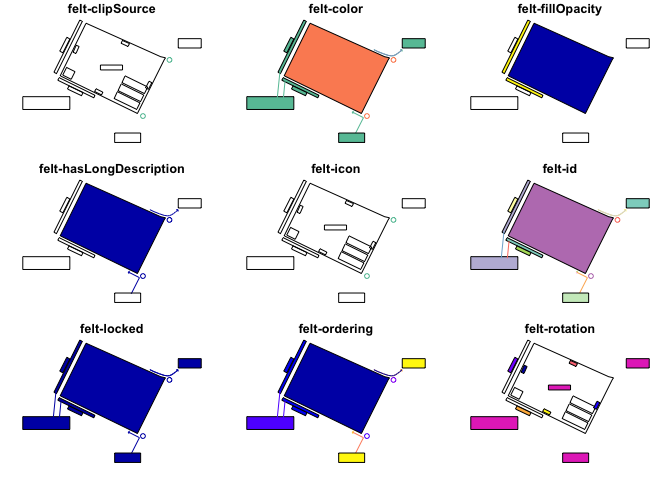 felt-clipSource
felt-color
felt-fillOpacity
felt-hasLongDescription
felt-icon
felt-id
felt-locked
felt-ordering
felt-rotation